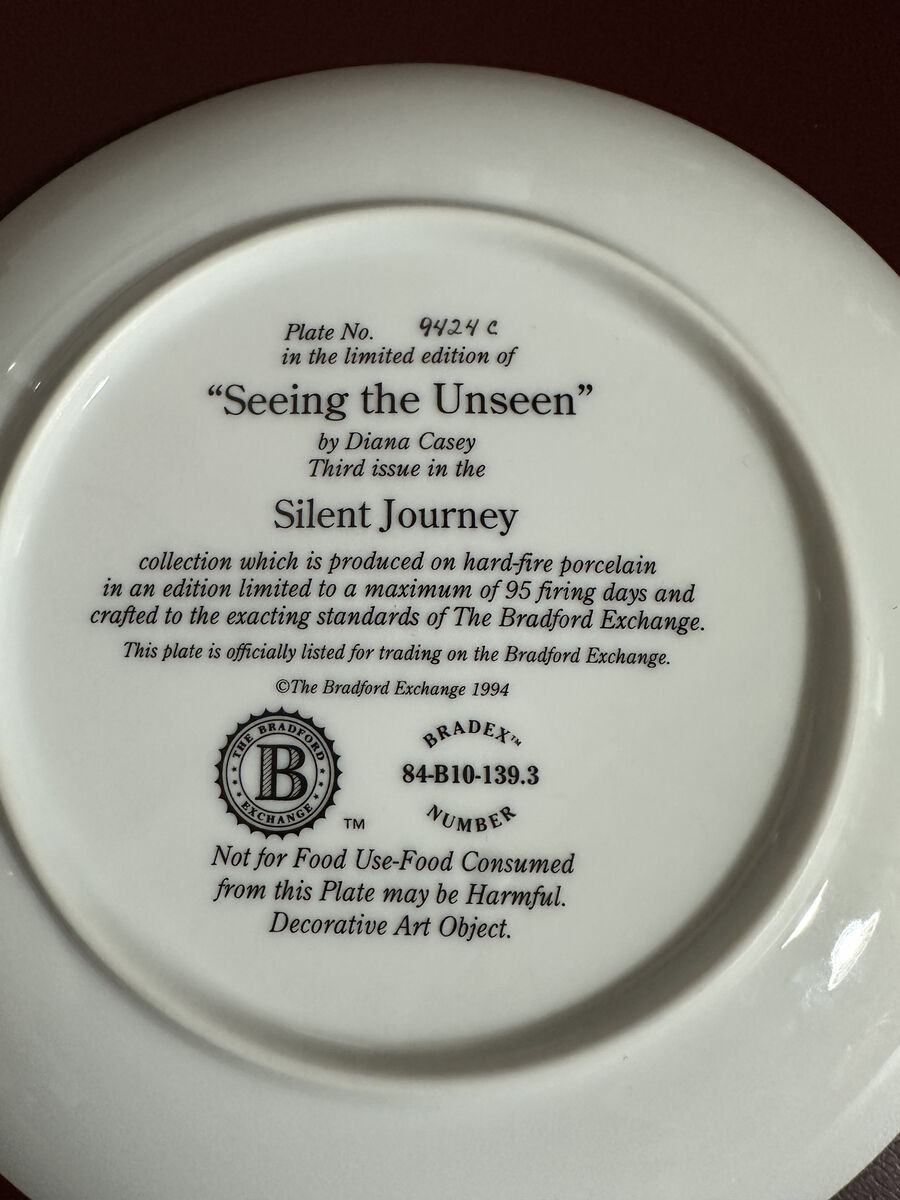 Plate No. 9424 C
in the limited edition of
“Seeing the Unseen”
by Diana Casey
Third issue in the
Silent Journey
collection which is produced on hard-fire porcelain
in an edition limited to a maximum of 95 firing days and
crafted to the exacting standards of The Bradford Exchange.
This plate is officially listed for trading on the Bradford Exchange.
©The Bradford Exchange 1994
THE BRADFORD
B
EXCHANGE
TM
BRADEX™
84-B10-139.3
NUMBER
Not for Food Use-Food Consumed
from this Plate may be Harmful.
Decorative Art Object.